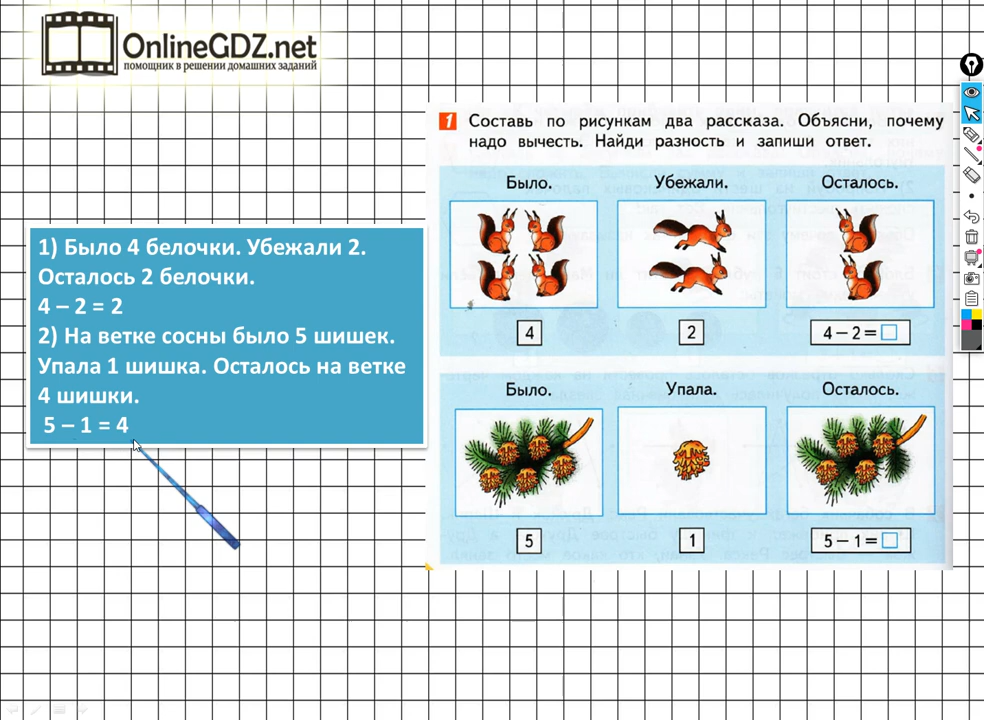 OnlineGDZ.net
помощник в решении домашних заданий
1) Было 4 белочки. Убежали 2.
Осталось 2 белочки.
4 – 2 = 2
2) На ветке сосны было 5 шишек.
Упала 1 шишка. Осталось на ветке
4 шишки.
5 – 1 = 4
1 Составь по рисункам два рассказа. Объясни, почему
надо вычесть. Найди разность и запиши ответ.
Было. Убежали. Осталось.
4 2 4 – 2 = □
Было. Упала. Осталось.
5 1 5 – 1 = □